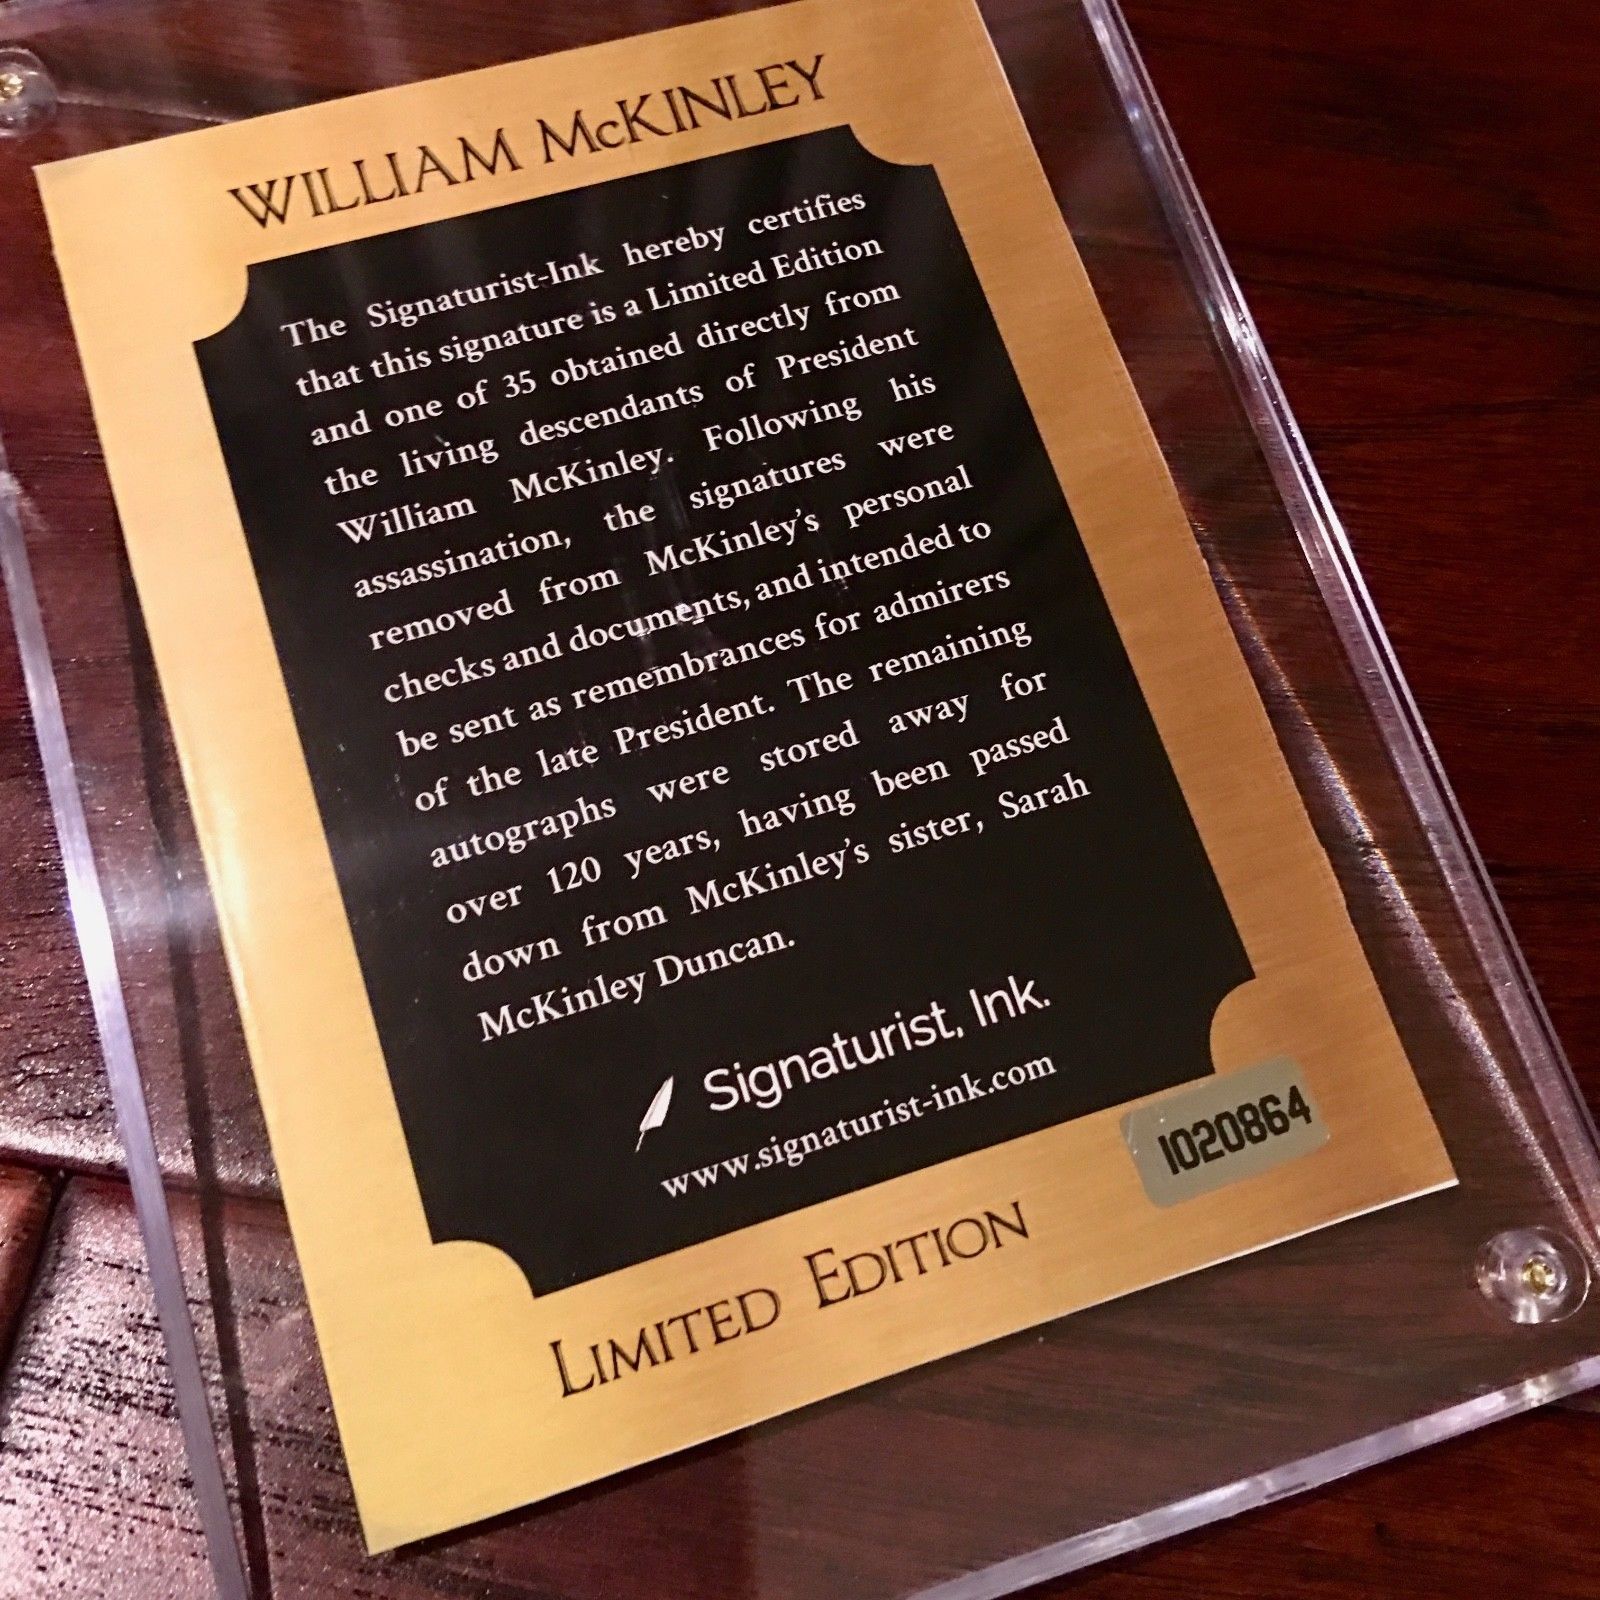 WILLIAM McKINLEY
The Signaturist-Ink hereby certifies
that this signature is a Limited Edition
and one of 35 obtained directly from
the living descendants of President
William McKinley. Following his
assassination, the signatures were
removed from McKinley's personal
checks and documents, and intended to
be sent as remembrances for admirers
of the late President. The remaining
autographs were stored away for
over 120 years, having been passed
down from McKinley's sister, Sarah
McKinley Duncan.
Signaturist, Ink.
www.signaturist-ink.com
1020864
LIMITED EDITION